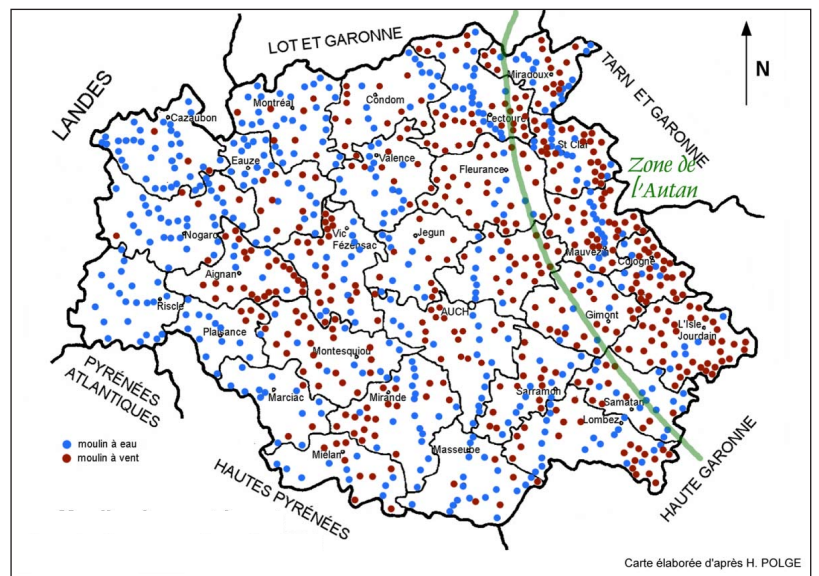 LOT ET GARONNE
LANDES
TARN ET GARONNE
N
Miradoux
Condom
Montréal
Cazaubon
Lectoure
St Clar
Eauze
Valence
Fleurance
Zone de
l'Autan
Nogaro
Vic
Fézensac
Jegun
Mauvezin
Cologne
Aignan
Riscle
AUCH
Gimont
L'Isle
Jourdain
Plaisance
Montesquiou
PYRÉNÉES
ATLANTIQUES
Marciac
Mirande
Sarramon
Samatan
Lombez
moulin à eau
moulin à vent
Mielan
Masseube
HAUTES PYRÉNÉES
HAUTE GARONNE
Carte élaborée d'après H. POLGE